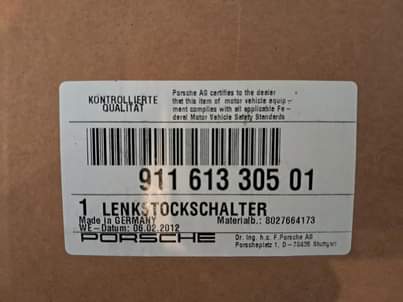 KONTROLLIERTE
QUALITÄT
Porsche AG certifies to the dealer
that this item of motor vehicle equip-
ment complies with all applicable Fe-
deral Motor Vehicle Safety Standards
911 613 305 01
1 LENKSTOCKSCHALTER
Made in GERMANY Materialb.: 8027664173
WE-Datum: 06.02.2012
PORSCHE
Dr. Ing. h.c. F.Porsche AG
Porscheplatz 1, D-70435 Stuttgart